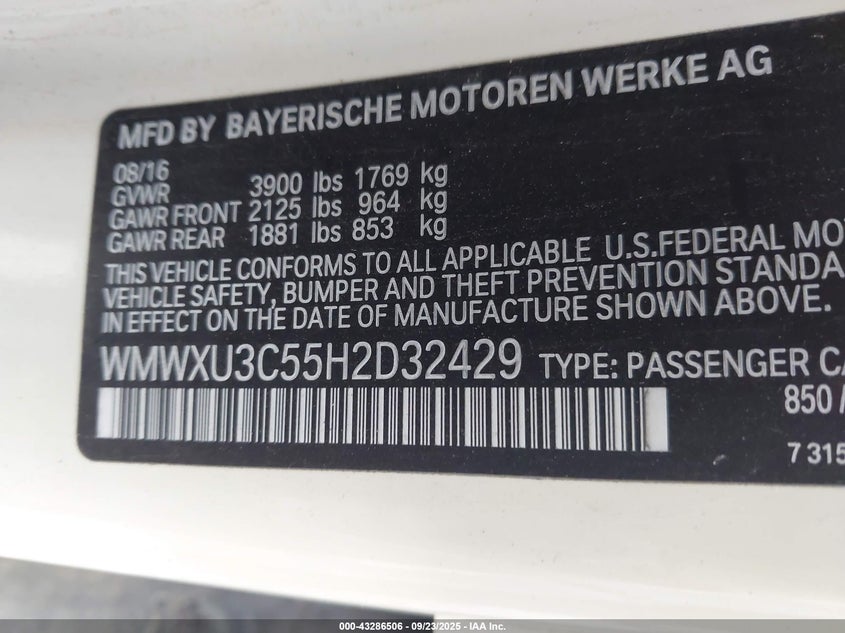 MFD BY BAYERISCHE MOTOREN WERKE AG
08/16
GVWR 3900 lbs 1769 kg
GAWR FRONT 2125 lbs 964 kg
GAWR REAR 1881 lbs 853 kg
THIS VEHICLE CONFORMS TO ALL APPLICABLE U.S.FEDERAL MO
VEHICLE SAFETY, BUMPER AND THEFT PREVENTION STANDA
IN EFFECT ON THE DATE OF MANUFACTURE SHOWN ABOVE.
WMWXU3C55H2D32429 TYPE: PASSENGER CA
850 /
7 315
000-43286506 - 09/23/2025 - IAA Inc.